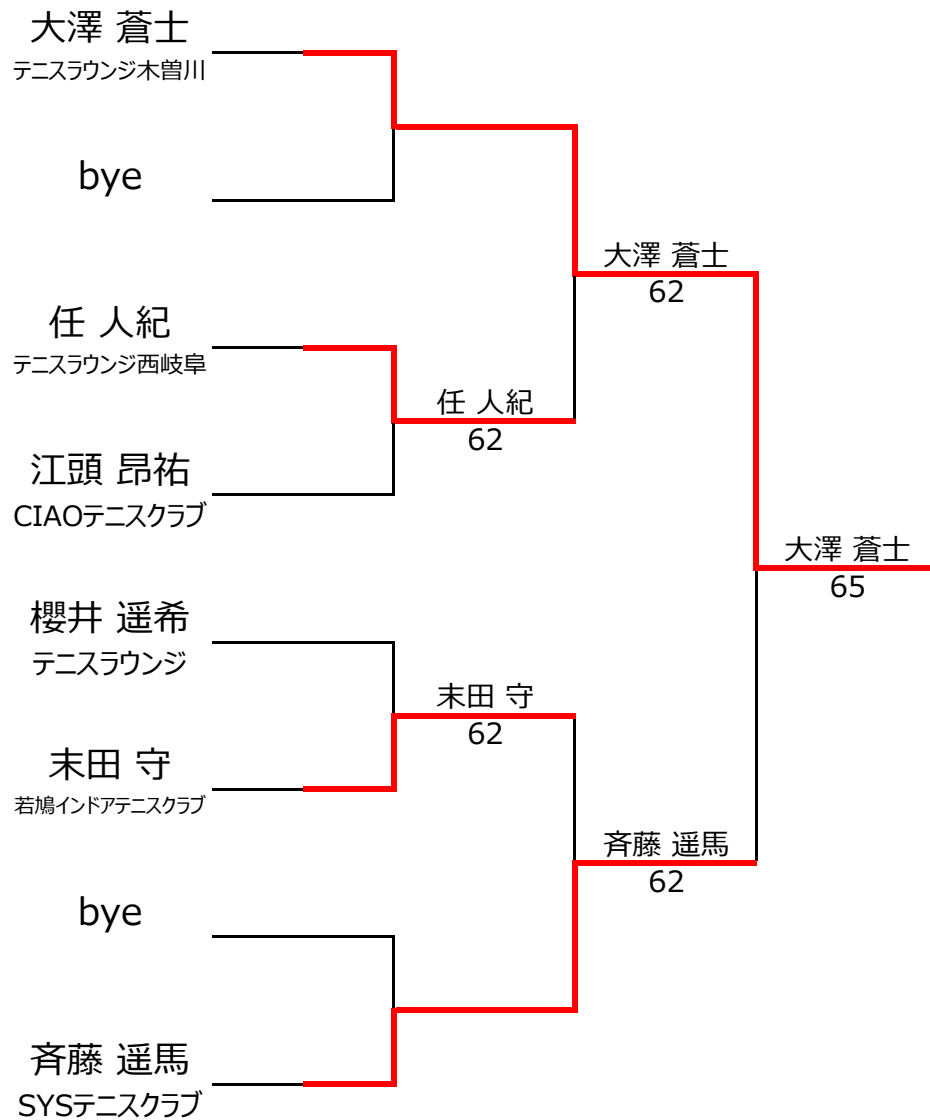 大澤 蒼士
テニスラウンジ木曽川
bye
大澤 蒼士
62
任 人紀
テニスラウンジ西岐阜
任 人紀
62
江頭 昂祐
CIAOテニスクラブ
大澤 蒼士
65
櫻井 遥希
テニスラウンジ
末田 守
62
末田 守
若鳩インドアテニスクラブ
斉藤 遥馬
62
bye
斉藤 遥馬
SYSテニスクラブ